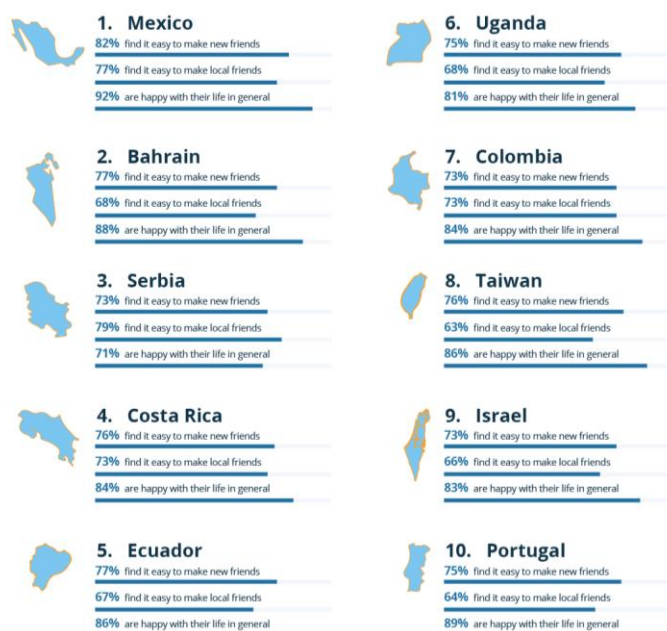 1. Mexico
82% find it easy to make new friends
77% find it easy to make local friends
92% are happy with their life in general
2. Bahrain
77% find it easy to make new friends
68% find it easy to make local friends
88% are happy with their life in general
3. Serbia
73% find it easy to make new friends
79% find it easy to make local friends
71% are happy with their life in general
4. Costa Rica
76% find it easy to make new friends
73% find it easy to make local friends
84% are happy with their life in general
5. Ecuador
77% find it easy to make new friends
67% find it easy to make local friends
86% are happy with their life in general
6. Uganda
75% find it easy to make new friends
68% find it easy to make local friends
81% are happy with their life in general
7. Colombia
73% find it easy to make new friends
73% find it easy to make local friends
84% are happy with their life in general
8. Taiwan
76% find it easy to make new friends
63% find it easy to make local friends
86% are happy with their life in general
9. Israel
73% find it easy to make new friends
66% find it easy to make local friends
83% are happy with their life in general
10. Portugal
75% find it easy to make new friends
64% find it easy to make local friends
89% are happy with their life in general